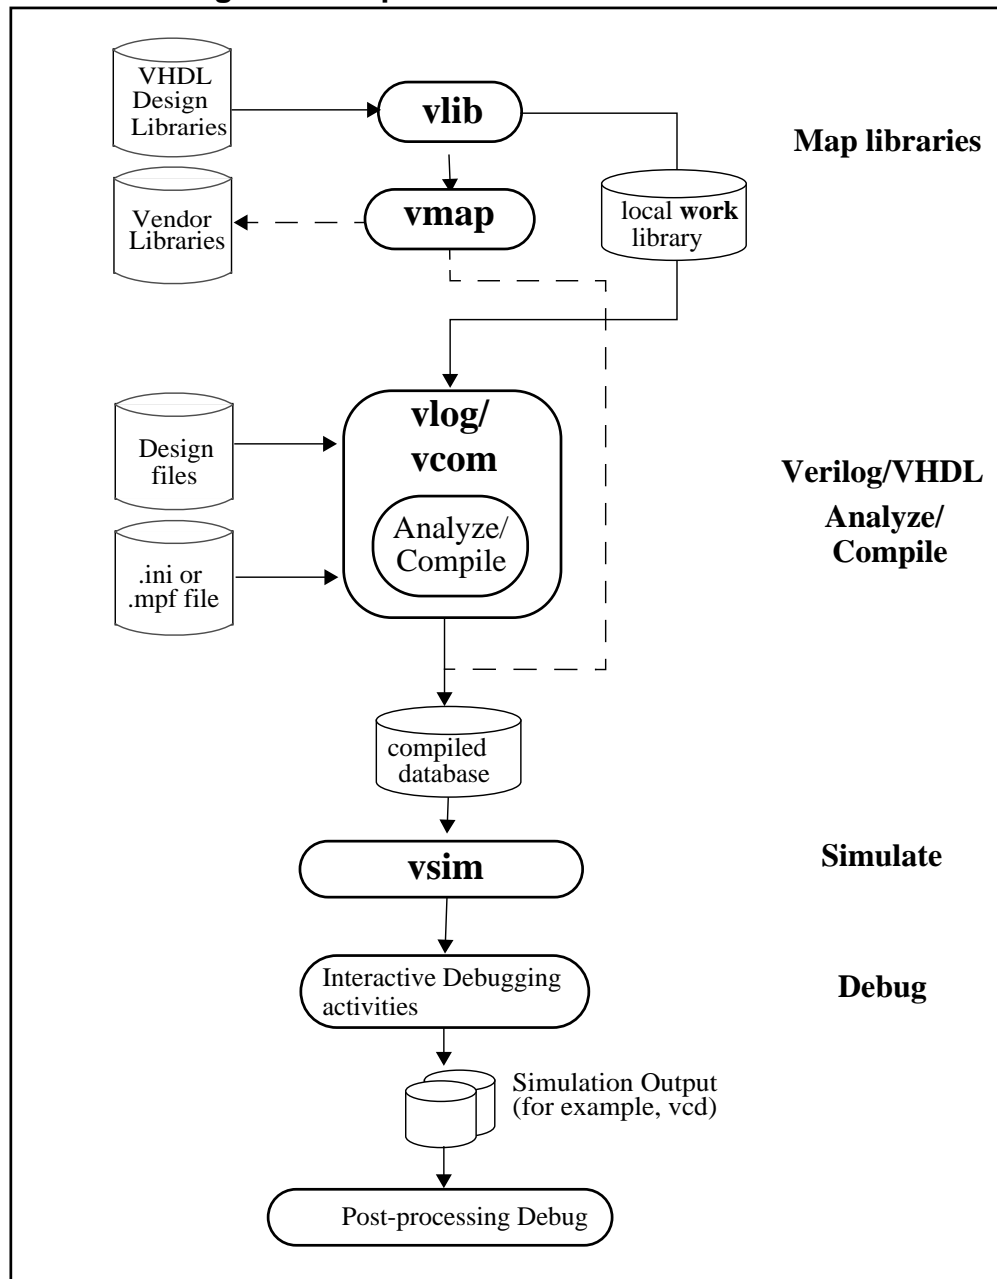 VHDL
Design
Libraries
vlib
Map libraries
Vendor
Libraries
vmap
local work
library
Design
files
vlog/
vcom
Analyze/
Compile
Verilog/VHDL
Analyze/
Compile
.ini or
.mpf file
compiled
database
vsim
Simulate
Interactive Debugging
activities
Debug
Simulation Output
(for example, vcd)
Post-processing Debug